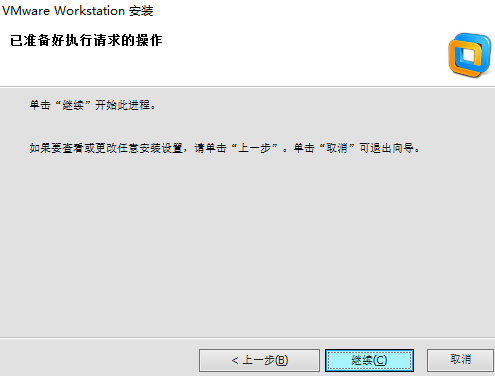 VMware Workstation 安装
已准备好执行请求的操作
单击“继续”开始此进程。
如果要查看或更改任意安装设置，请单击“上一步”。单击“取消”可退出向导。
< 上一步(B)
继续(C)
取消